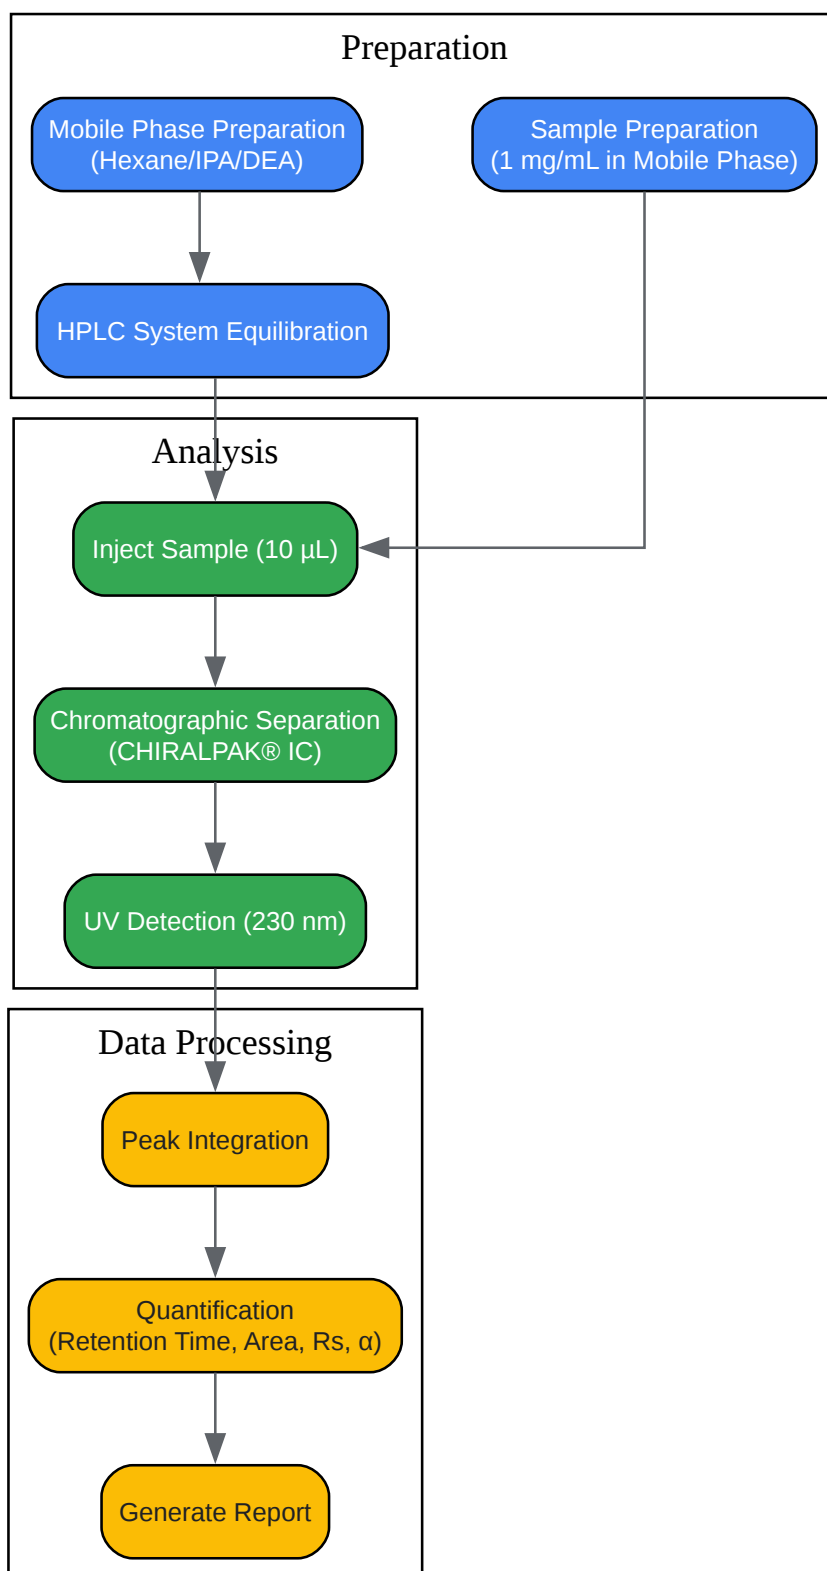 Preparation
Mobile Phase Preparation
(Hexane/IPA/DEA)
Sample Preparation
(1 mg/mL in Mobile Phase)
HPLC System Equilibration
Analysis
Inject Sample (10 µL)
Chromatographic Separation
(CHIRALPAK® IC)
UV Detection (230 nm)
Data Processing
Peak Integration
Quantification
(Retention Time, Area, Rs, α)
Generate Report